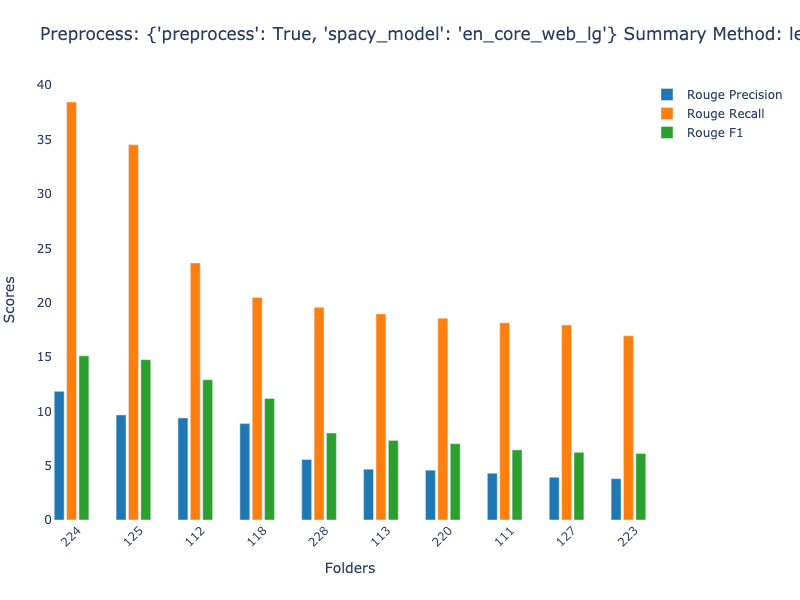 Preprocess: {'preprocess': True, 'spacy_model': 'en_core_web_lg'} Summary Method: le
40
35
30
25
20
15
10
5
0
Scores
Rouge Precision
Rouge Recall
Rouge F1
224 125 112 118 228 113 220 111 127 223
Folders